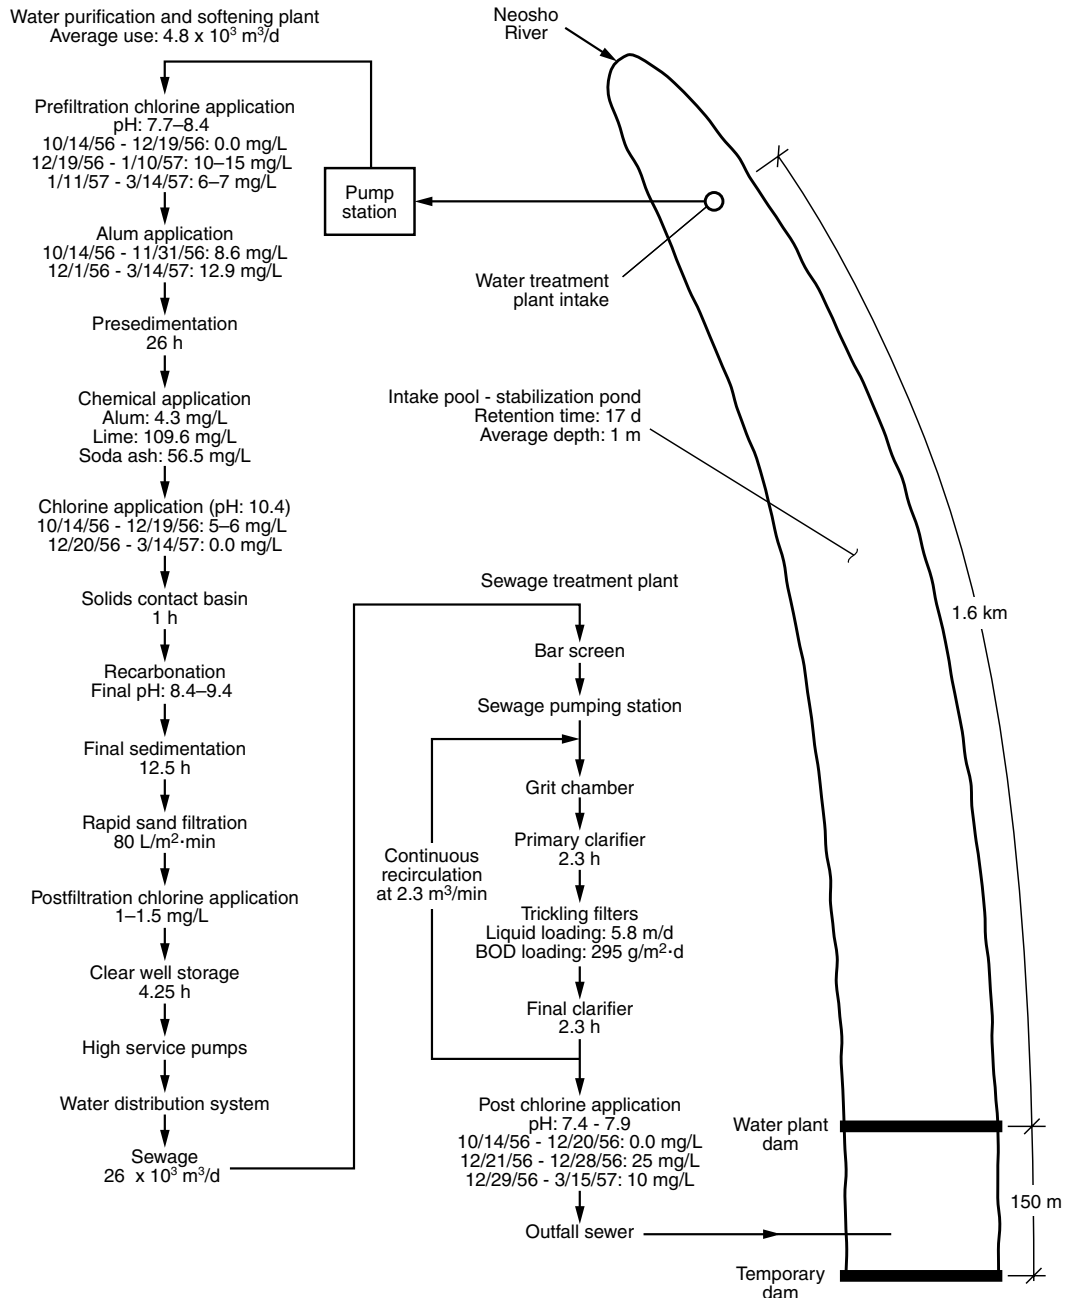 Water purification and softening plant
Average use: 4.8 x 10³ m³/d
Prefiltration chlorine application
pH: 7.7–8.4
10/14/56 - 12/19/56: 0.0 mg/L
12/19/56 - 1/10/57: 10–15 mg/L
1/11/57 - 3/14/57: 6–7 mg/L
Alum application
10/14/56 - 11/31/56: 8.6 mg/L
12/1/56 - 3/14/57: 12.9 mg/L
Presedimentation
26 h
Chemical application
Alum: 4.3 mg/L
Lime: 109.6 mg/L
Soda ash: 56.5 mg/L
Chlorine application (pH: 10.4)
10/14/56 - 12/19/56: 5–6 mg/L
12/20/56 - 3/14/57: 0.0 mg/L
Solids contact basin
1 h
Recarbonation
Final pH: 8.4–9.4
Final sedimentation
12.5 h
Rapid sand filtration
80 L/m²·min
Postfiltration chlorine application
1–1.5 mg/L
Clear well storage
4.25 h
High service pumps
Water distribution system
Sewage
26 x 10³ m³/d
Pump
station
Neosho
River
Water treatment
plant intake
Intake pool - stabilization pond
Retention time: 17 d
Average depth: 1 m
1.6 km
Sewage treatment plant
Bar screen
Sewage pumping station
Grit chamber
Primary clarifier
2.3 h
Continuous
recirculation
at 2.3 m³/min
Trickling filters
Liquid loading: 5.8 m/d
BOD loading: 295 g/m²·d
Final clarifier
2.3 h
Post chlorine application
pH: 7.4 - 7.9
10/14/56 - 12/20/56: 0.0 mg/L
12/21/56 - 12/28/56: 25 mg/L
12/29/56 - 3/15/57: 10 mg/L
Outfall sewer
Water plant
dam
150 m
Temporary
dam